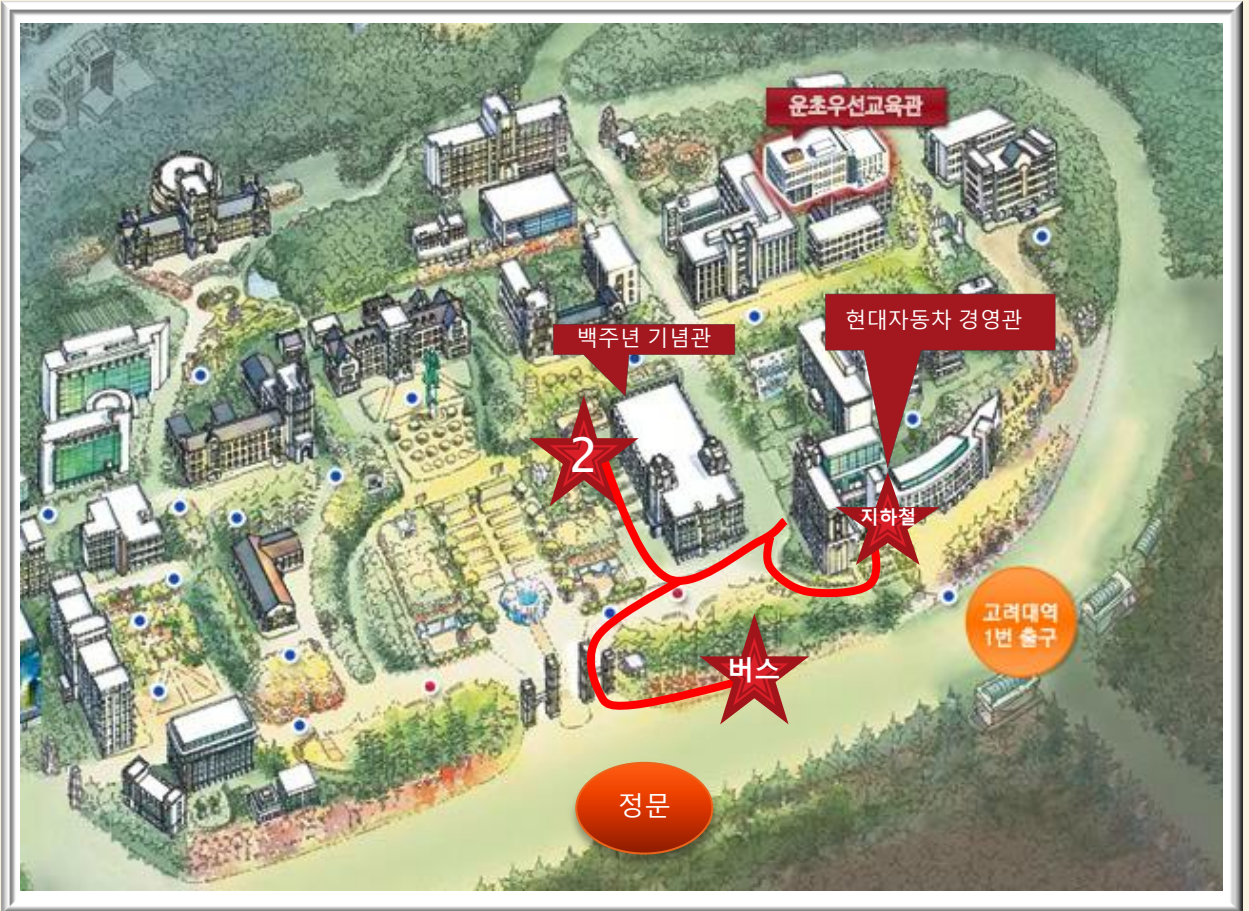 운초우선교육관
현대자동차 경영관
백주년 기념관
2
지하철
고려대역
1번 출구
버스
정문